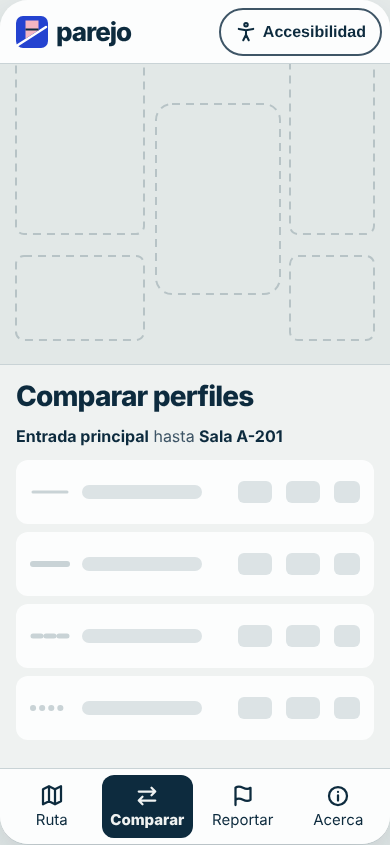 parejo
Accesibilidad
Comparar perfiles
Entrada principal hasta Sala A-201
Ruta
Comparar
Reportar
Acerca